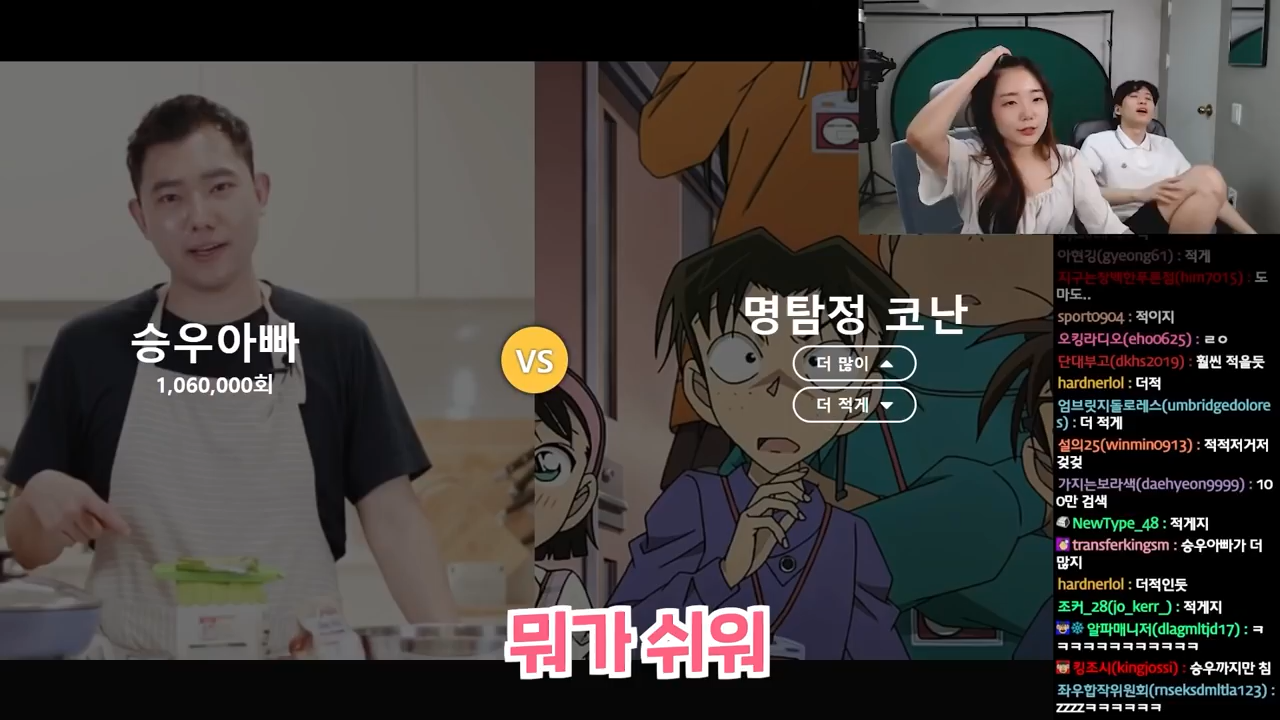 승우아빠
1,060,000회
VS
명탐정 코난
더 많이
더 적게
뭐가 쉬워
아현깅(gyeong61) : 적게
지구는창백한푸른점(him7015) : 도
마도..
sport0904 : 적이지
오킹라디오(eho0625) : ㄹㅇ
단대부고(dkhs2019) : 훨씬 적을듯
hardnerlol : 더적
엄브릿지돌로레스(umbridgedolore
s) : 더 적게
설의25(winmin0913) : 적적저거저
겆겆
가지는보라색(daehyeon9999) : 10
0만 검색
NewType_48 : 적게지
transferkingsm : 승우아빠가 더
많지
hardnerlol : 더적인듯
조커_28(jo_kerr_) : 적게지
알파매니저(dlagmltjd17) : ㅋ
ㅋㅋㅋㅋㅋㅋㅋㅋㅋㅋㅋ
킹조시(kingjossi) : 승우까지만 침
좌우합작위원회(rnseksdmltla123) :
zzzzㅋㅋㅋㅋㅋㅋ